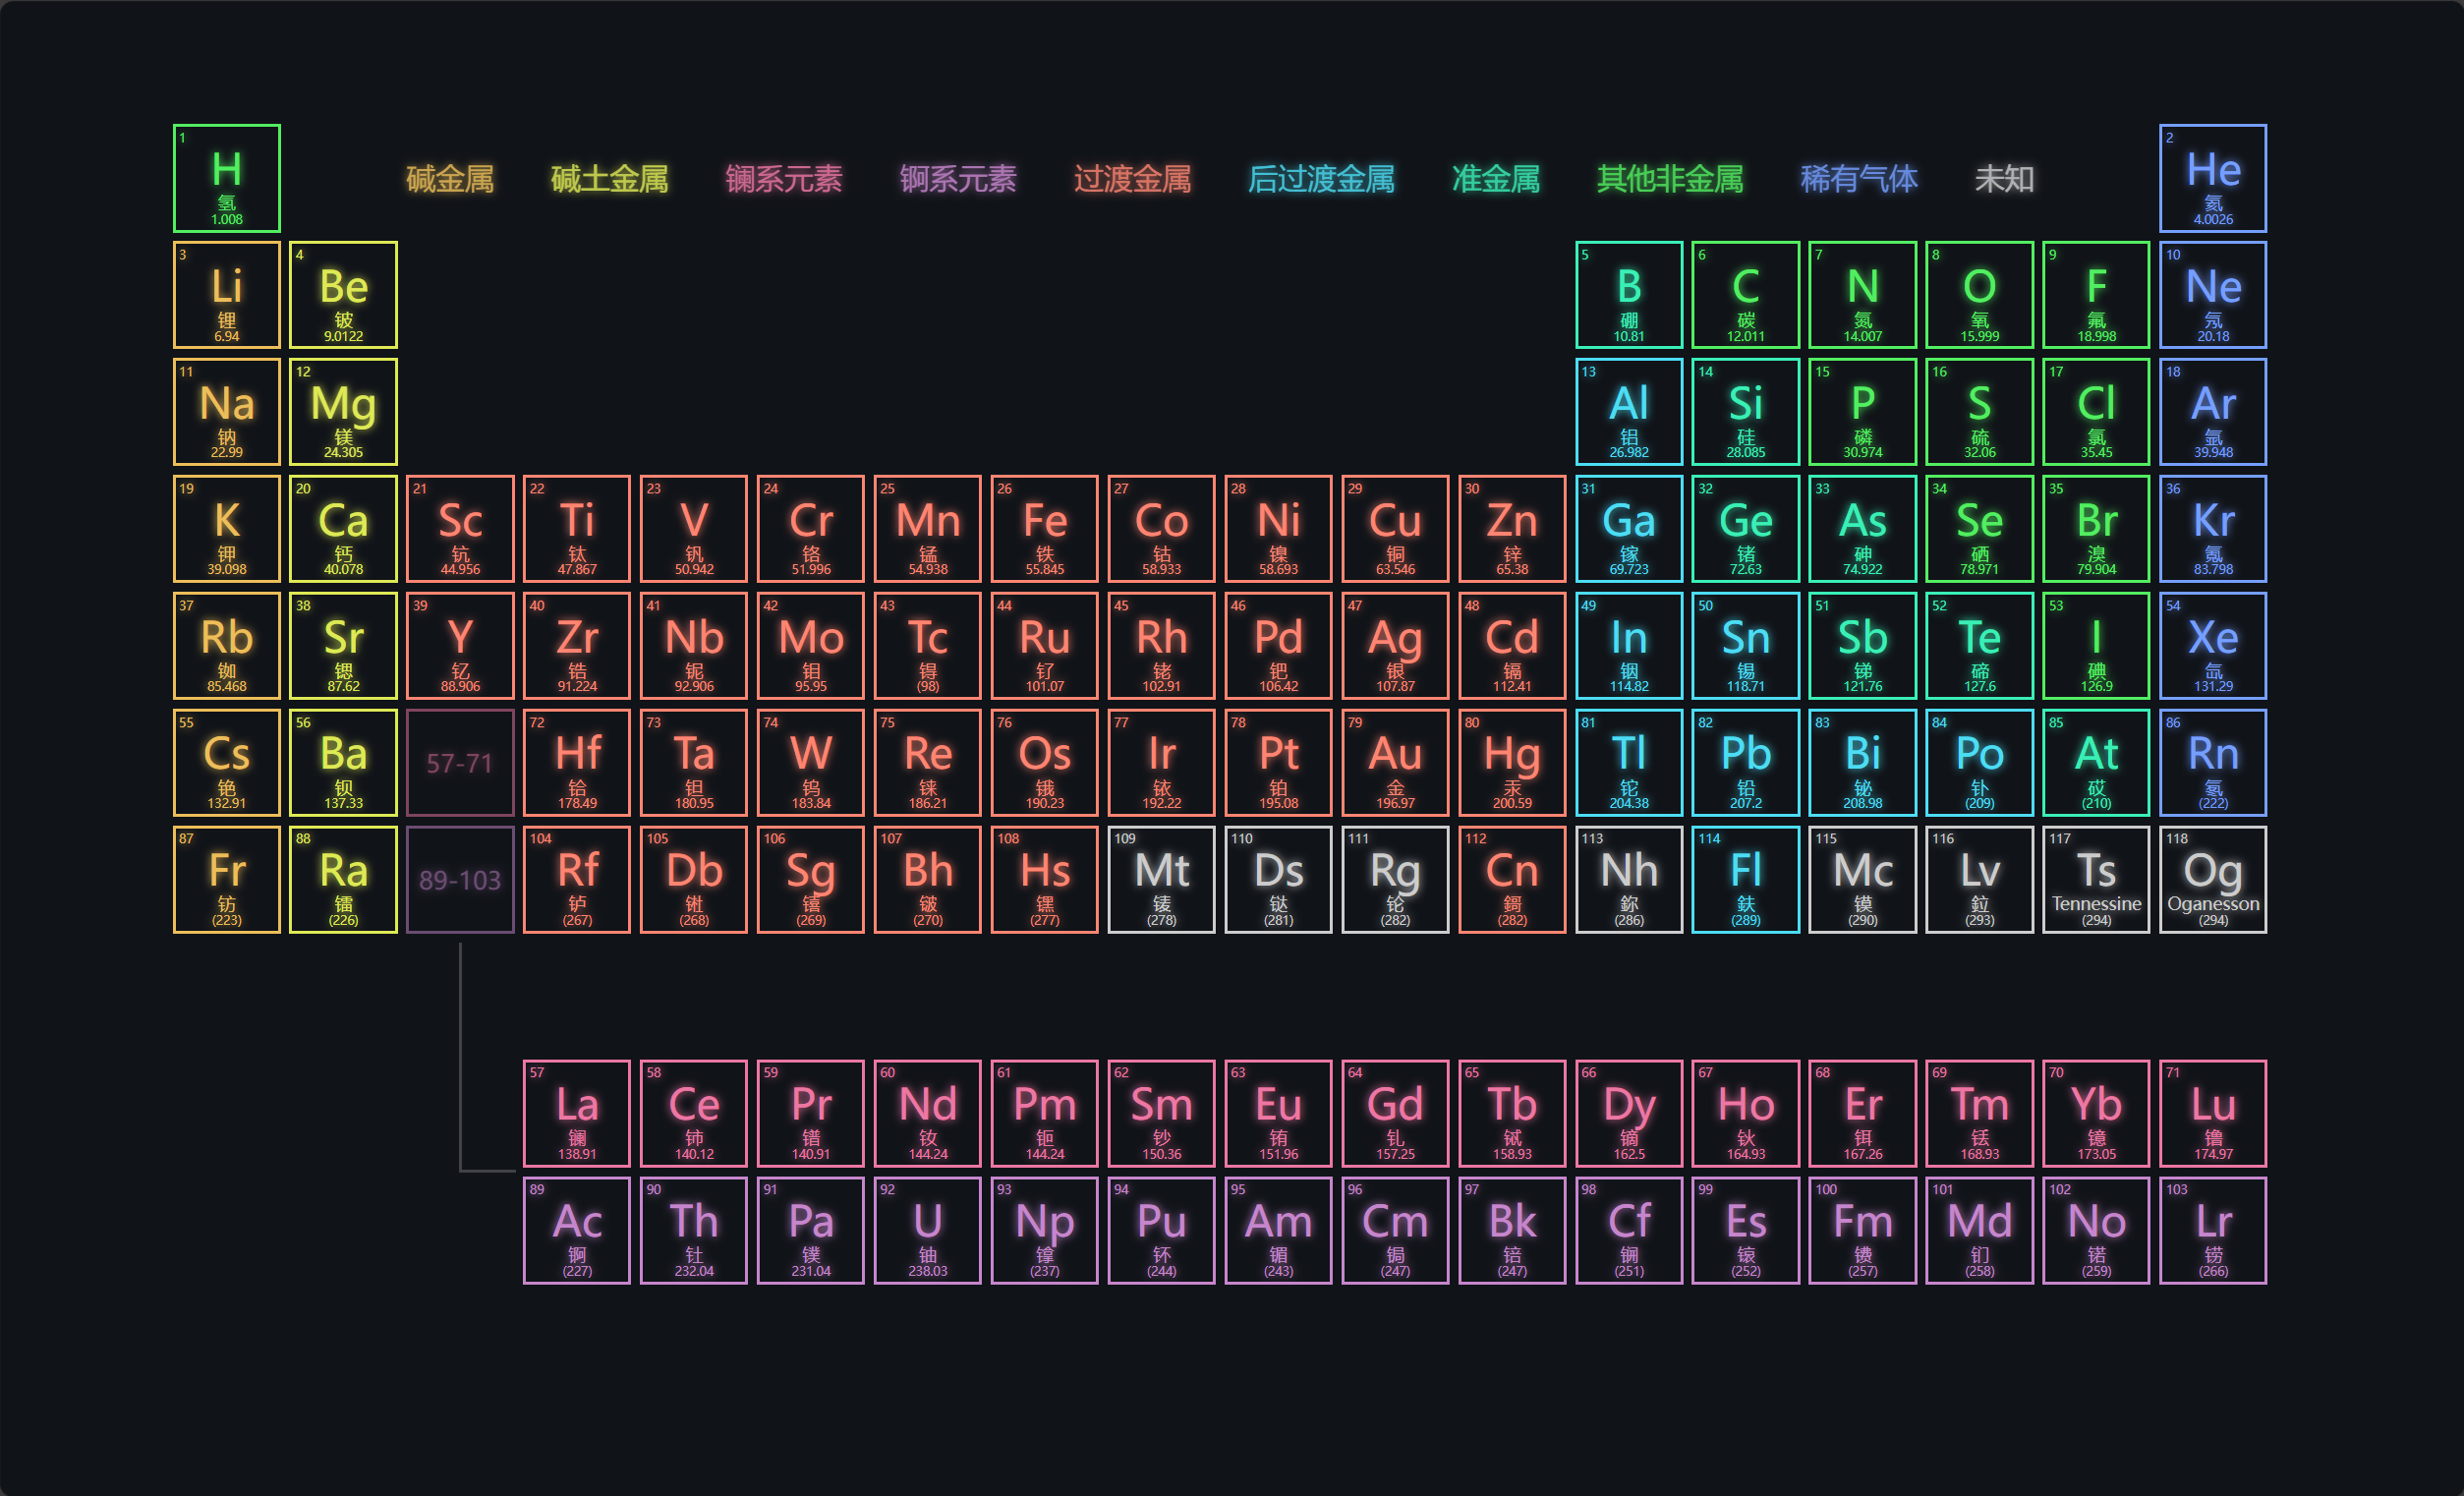 1 H 氢 1.008
碱金属 碱土金属 镧系元素 锕系元素 过渡金属 后过渡金属 准金属 其他非金属 稀有气体 未知
2 He 氦 4.0026
3 Li 锂 6.94
4 Be 铍 9.0122
5 B 硼 10.81
6 C 碳 12.011
7 N 氮 14.007
8 O 氧 15.999
9 F 氟 18.998
10 Ne 氖 20.18
11 Na 钠 22.99
12 Mg 镁 24.305
13 Al 铝 26.982
14 Si 硅 28.085
15 P 磷 30.974
16 S 硫 32.06
17 Cl 氯 35.45
18 Ar 氩 39.948
19 K 钾 39.098
20 Ca 钙 40.078
21 Sc 钪 44.956
22 Ti 钛 47.867
23 V 钒 50.942
24 Cr 铬 51.996
25 Mn 锰 54.938
26 Fe 铁 55.845
27 Co 钴 58.933
28 Ni 镍 58.693
29 Cu 铜 63.546
30 Zn 锌 65.38
31 Ga 镓 69.723
32 Ge 锗 72.63
33 As 砷 74.922
34 Se 硒 78.971
35 Br 溴 79.904
36 Kr 氪 83.798
37 Rb 铷 85.468
38 Sr 锶 87.62
39 Y 钇 88.906
40 Zr 锆 91.224
41 Nb 铌 92.906
42 Mo 钼 95.95
43 Tc 锝 (98)
44 Ru 钌 101.07
45 Rh 铑 102.91
46 Pd 钯 106.42
47 Ag 银 107.87
48 Cd 镉 112.41
49 In 铟 114.82
50 Sn 锡 118.71
51 Sb 锑 121.76
52 Te 碲 127.6
53 I 碘 126.9
54 Xe 氙 131.29
55 Cs 铯 132.91
56 Ba 钡 137.33
57-71
72 Hf 铪 178.49
73 Ta 钽 180.95
74 W 钨 183.84
75 Re 铼 186.21
76 Os 锇 190.23
77 Ir 铱 192.22
78 Pt 铂 195.08
79 Au 金 196.97
80 Hg 汞 200.59
81 Tl 铊 204.38
82 Pb 铅 207.2
83 Bi 铋 208.98
84 Po 钋 (209)
85 At 砹 (210)
86 Rn 氡 (222)
87 Fr 钫 (223)
88 Ra 镭 (226)
89-103
104 Rf 𬬻 (267)
105 Db 𬭊 (268)
106 Sg 𬭳 (269)
107 Bh 𬭛 (270)
108 Hs 𬭶 (277)
109 Mt 鿏 (278)
110 Ds 𫟼 (281)
111 Rg 𬬭 (282)
112 Cn 鎶 (282)
113 Nh 鉨 (286)
114 Fl 鈇 (289)
115 Mc 镆 (290)
116 Lv 鉝 (293)
117 Ts Tennessine (294)
118 Og Oganesson (294)
57 La 镧 138.91
58 Ce 铈 140.12
59 Pr 镨 140.91
60 Nd 钕 144.24
61 Pm 钷 144.24
62 Sm 钐 150.36
63 Eu 铕 151.96
64 Gd 钆 157.25
65 Tb 铽 158.93
66 Dy 镝 162.5
67 Ho 钬 164.93
68 Er 铒 167.26
69 Tm 铥 168.93
70 Yb 镱 173.05
71 Lu 镥 174.97
89 Ac 锕 (227)
90 Th 钍 232.04
91 Pa 镤 231.04
92 U 铀 238.03
93 Np 镎 (237)
94 Pu 钚 (244)
95 Am 镅 (243)
96 Cm 锔 (247)
97 Bk 锫 (247)
98 Cf 锎 (251)
99 Es 锿 (252)
100 Fm 镄 (257)
101 Md 钔 (258)
102 No 锘 (259)
103 Lr 铹 (266)